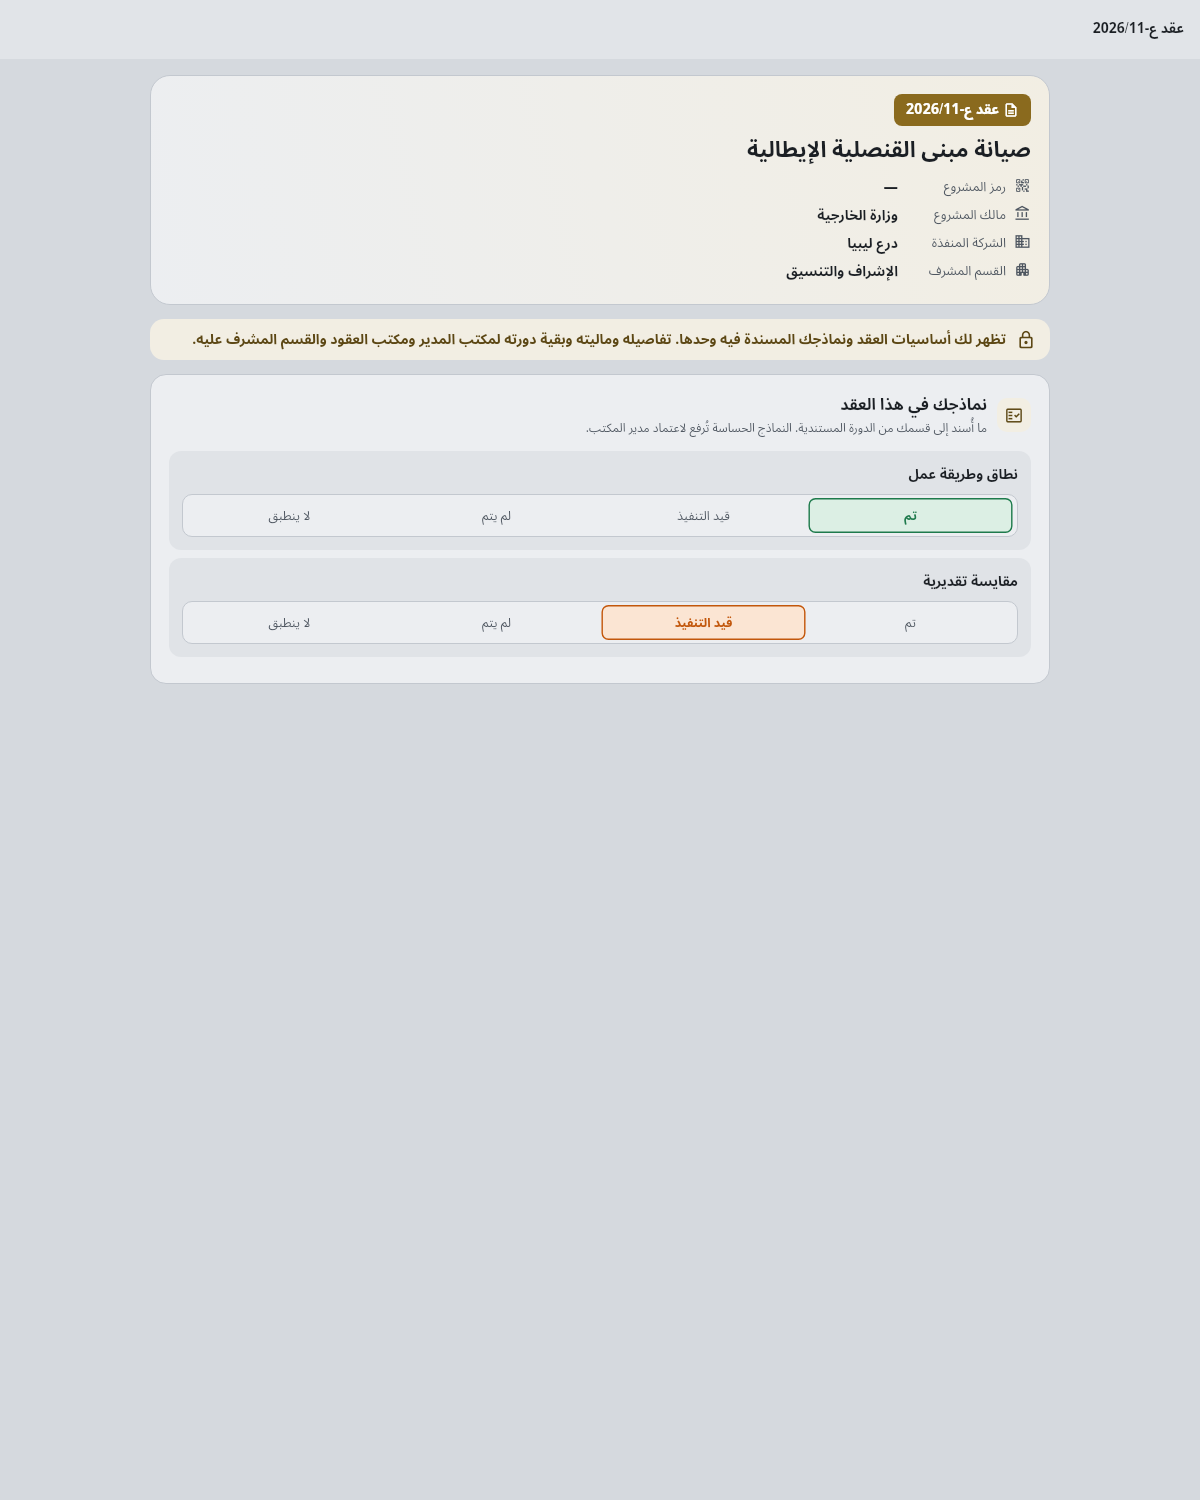 عقد ع-2026/11
عقد ع-2026/11
صيانة مبنى القنصلية الإيطالية
رمز المشروع —
مالك المشروع وزارة الخارجية
الشركة المنفذة درع ليبيا
القسم المشرف الإشراف والتنسيق
تظهر لك أساسيات العقد ونماذجك المسندة فيه وحدها. تفاصيله وماليته وبقية دورته لمكتب المدير ومكتب العقود والقسم المشرف عليه.
نماذجك في هذا العقد
ما أُسند إلى قسمك من الدورة المستندية. النماذج الحساسة تُرفع لاعتماد مدير المكتب.
نطاق وطريقة عمل
تم قيد التنفيذ لم يتم لا ينطبق
مقايسة تقديرية
تم قيد التنفيذ لم يتم لا ينطبق